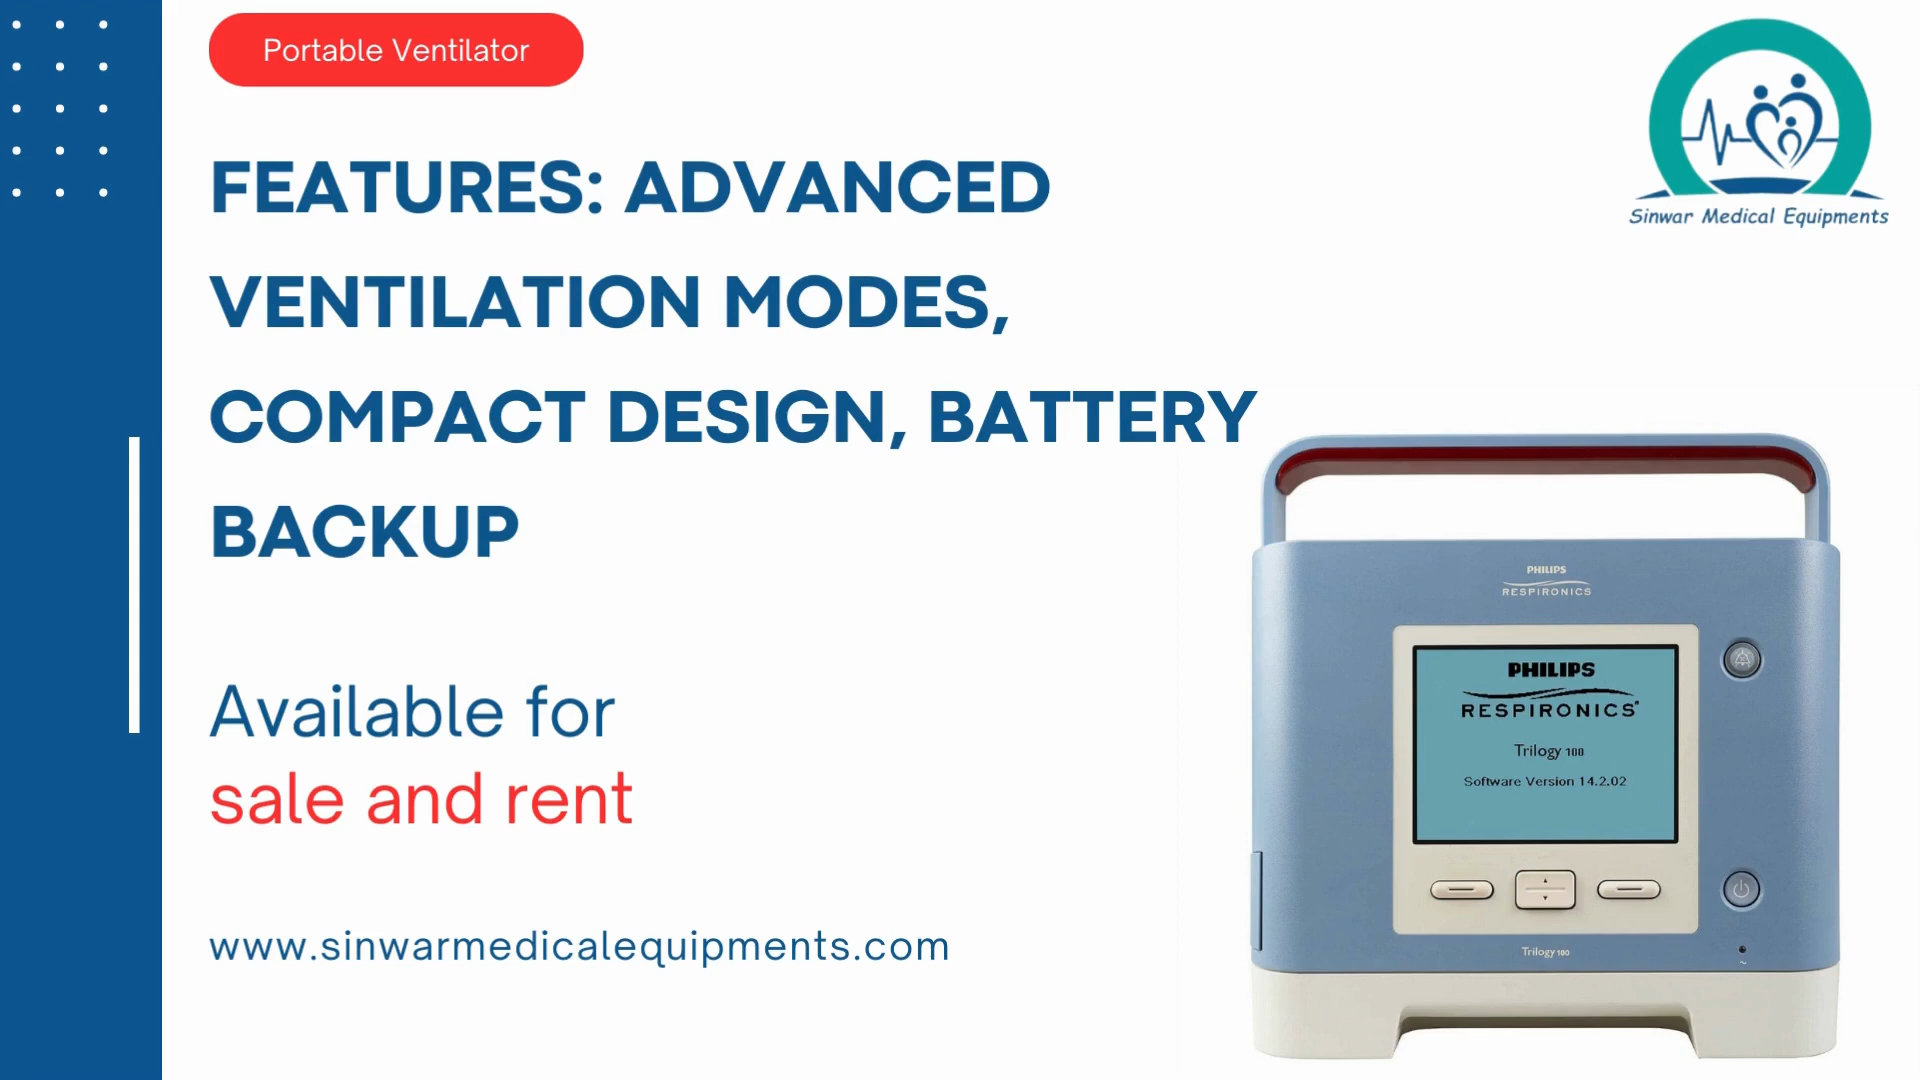 Portable Ventilator
Sinwar Medical Equipments
FEATURES: ADVANCED
VENTILATION MODES,
COMPACT DESIGN, BATTERY
BACKUP
Available for
sale and rent
www.sinwarmedicalequipments.com
PHILIPS
RESPIRONICS
PHILIPS
RESPIRONICS®
Trilogy 100
Software Version 14.2.02
Trilogy 100